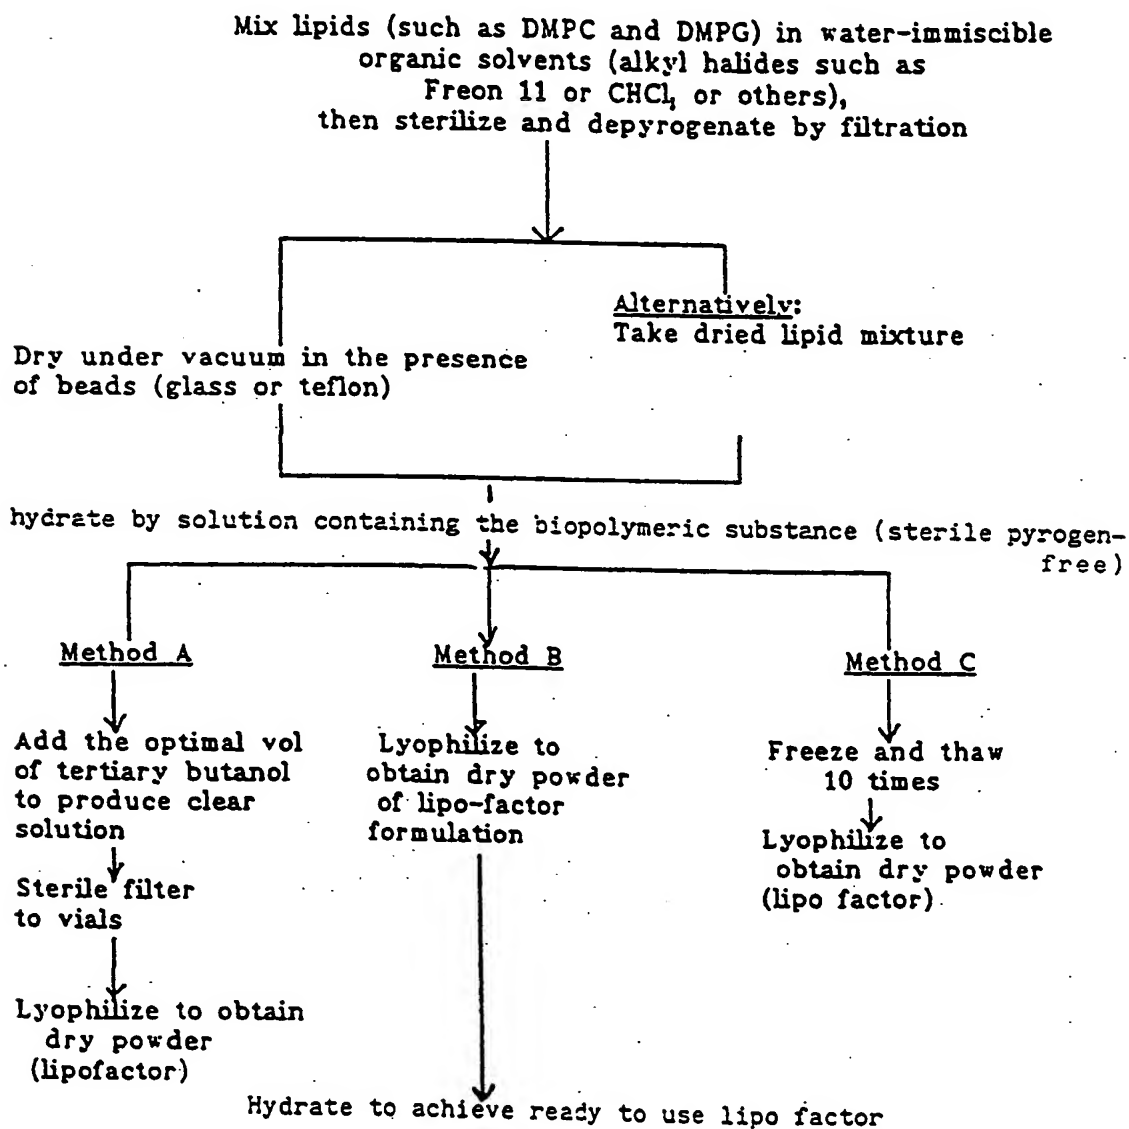 Mix lipids (such as DMPC and DMPG) in water-immiscible
organic solvents (alkyl halides such as
Freon 11 or CHCl₃ or others),
then sterilize and depyrogenate by filtration
Alternatively:
Take dried lipid mixture
Dry under vacuum in the presence
of beads (glass or teflon)
hydrate by solution containing the biopolymeric substance (sterile pyrogen-
free)
Method A
Add the optimal vol
of tertiary butanol
to produce clear
solution
Sterile filter
to vials
Lyophilize to obtain
dry powder
(lipofactor)
Method B
Lyophilize to
obtain dry powder
of lipo-factor
formulation
Method C
Freeze and thaw
10 times
Lyophilize to
obtain dry powder
(lipo factor)
Hydrate to achieve ready to use lipo factor